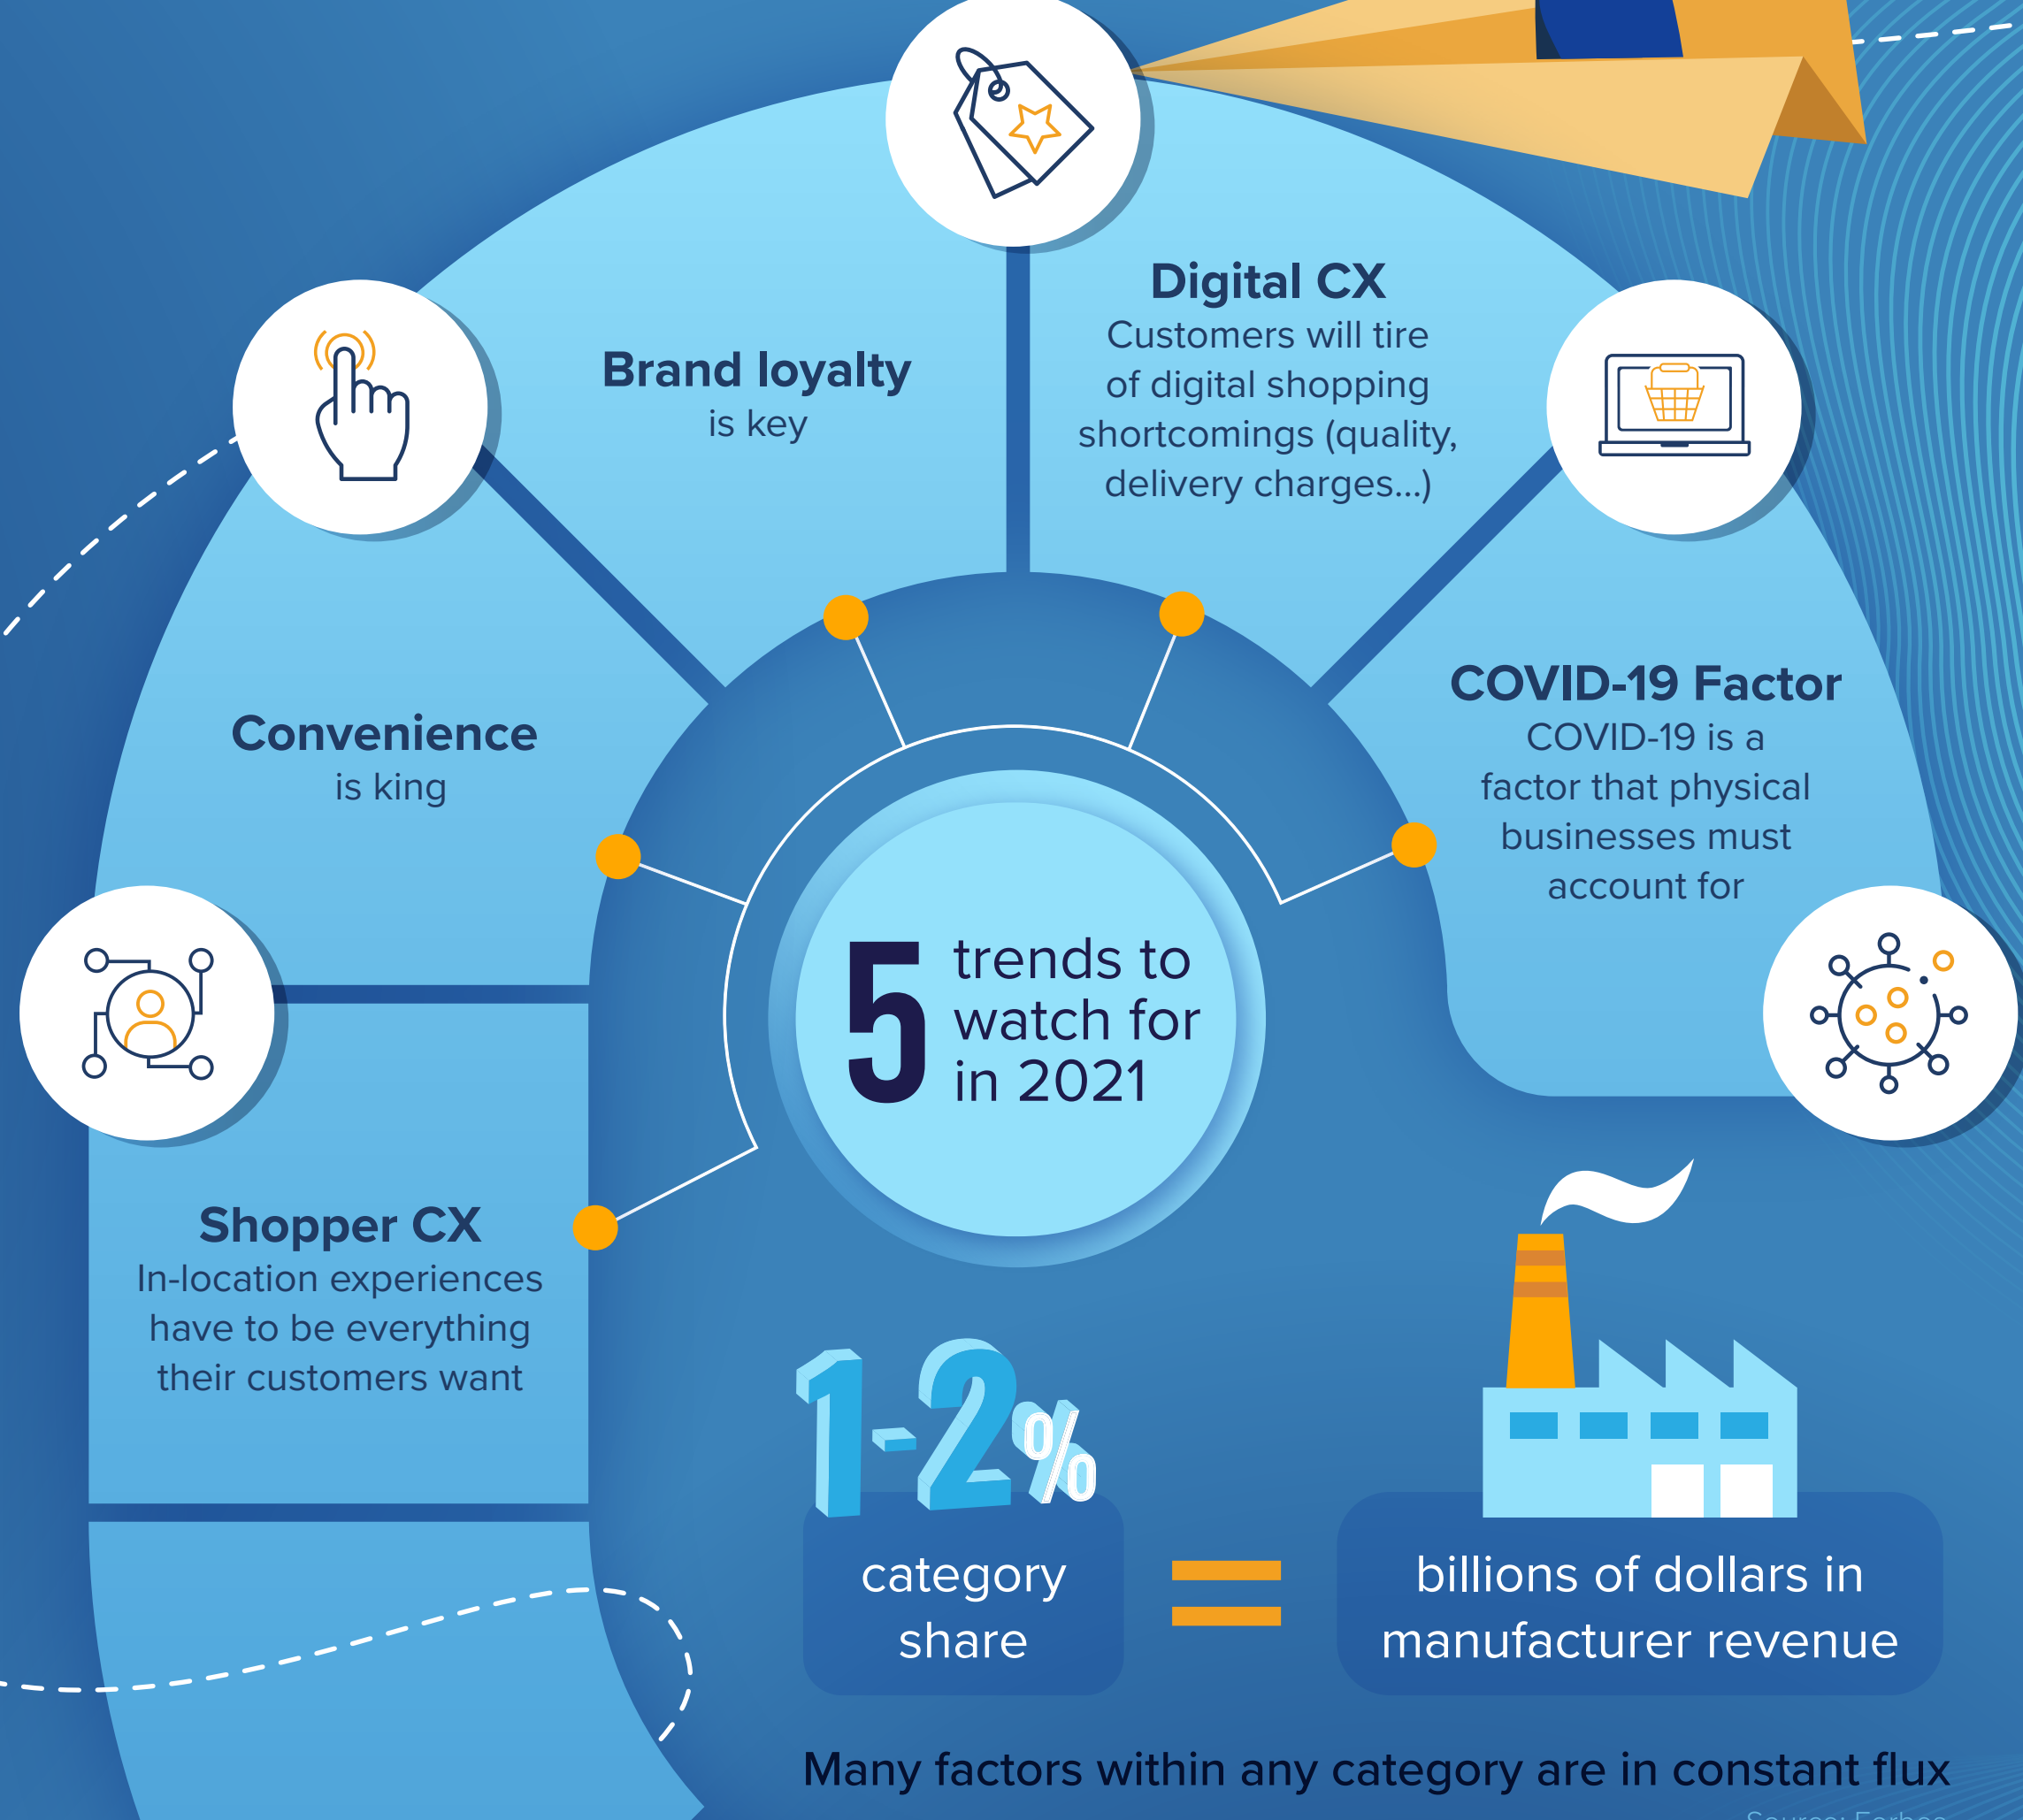 Digital CX
Customers will tire
of digital shopping
shortcomings (quality,
delivery charges...)
Brand loyalty
is key
COVID-19 Factor
COVID-19 is a
factor that physical
businesses must
account for
Convenience
is king
5
trends to
watch for
in 2021
Shopper CX
In-location experiences
have to be everything
their customers want
1-2%
category
share
=
billions of dollars in
manufacturer revenue
Many factors within any category are in constant flux
Source: Forbes